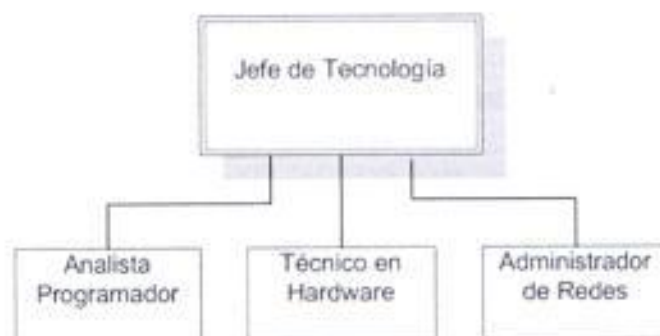 Jefe de Tecnología
Analista
Programador
Técnico en
Hardware
Administrador
de Redes